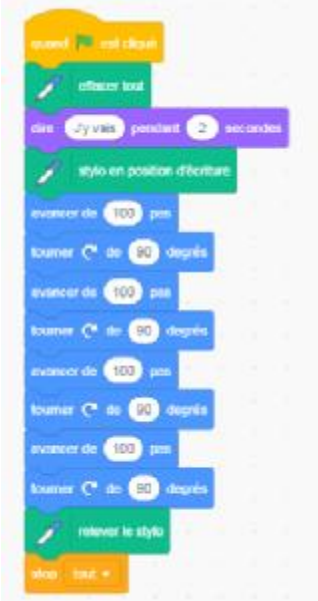 quand est cliqué
effacer tout
dire J'y vais pendant 2 secondes
stylo en position d'écriture
avancer de 100 pas
tourner de 90 degrés
avancer de 100 pas
tourner de 90 degrés
avancer de 100 pas
tourner de 90 degrés
avancer de 100 pas
tourner de 90 degrés
relever le stylo
stop tout